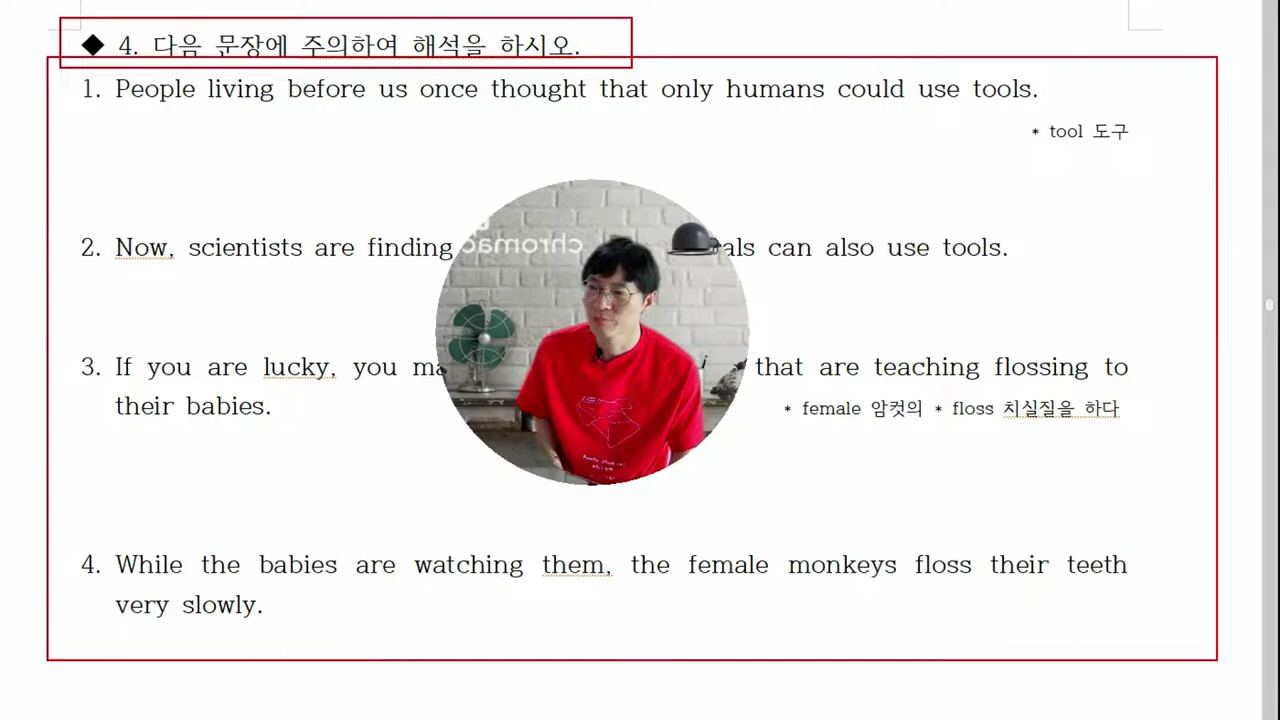 ◆ 4. 다음 문장에 주의하여 해석을 하시오.
1. People living before us once thought that only humans could use tools.
* tool 도구
2. Now, scientists are finding can also use tools.
3. If you are lucky, you that are teaching flossing to
their babies. * female 암컷의 * floss 치실질을 하다
4. While the babies are watching them, the female monkeys floss their teeth
very slowly.